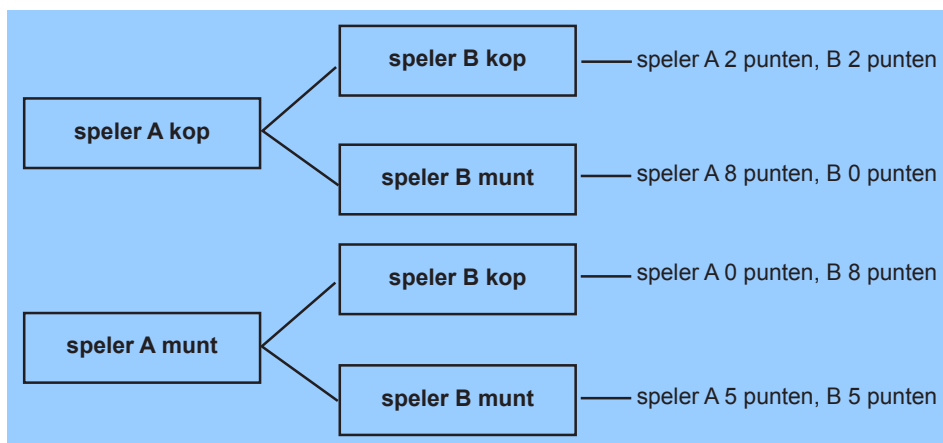 speler B kop
speler A 2 punten, B 2 punten
speler A kop
speler B munt
speler A 8 punten, B 0 punten
speler B kop
speler A 0 punten, B 8 punten
speler A munt
speler B munt
speler A 5 punten, B 5 punten